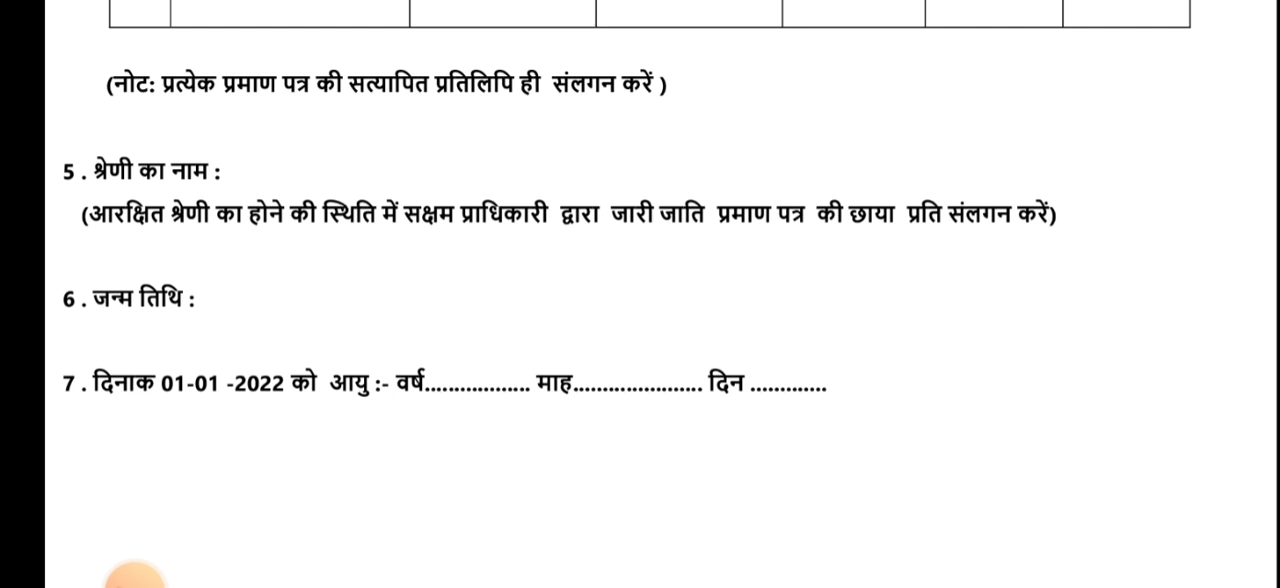 (नोट: प्रत्येक प्रमाण पत्र की सत्यापित प्रतिलिपि ही संलगन करें )
5 . श्रेणी का नाम :
(आरक्षित श्रेणी का होने की स्थिति में सक्षम प्राधिकारी द्वारा जारी जाति प्रमाण पत्र की छाया प्रति संलगन करें)
6 . जन्म तिथि :
7 . दिनाक 01-01 -2022 को आयु :- वर्ष.................. माह...................... दिन .............